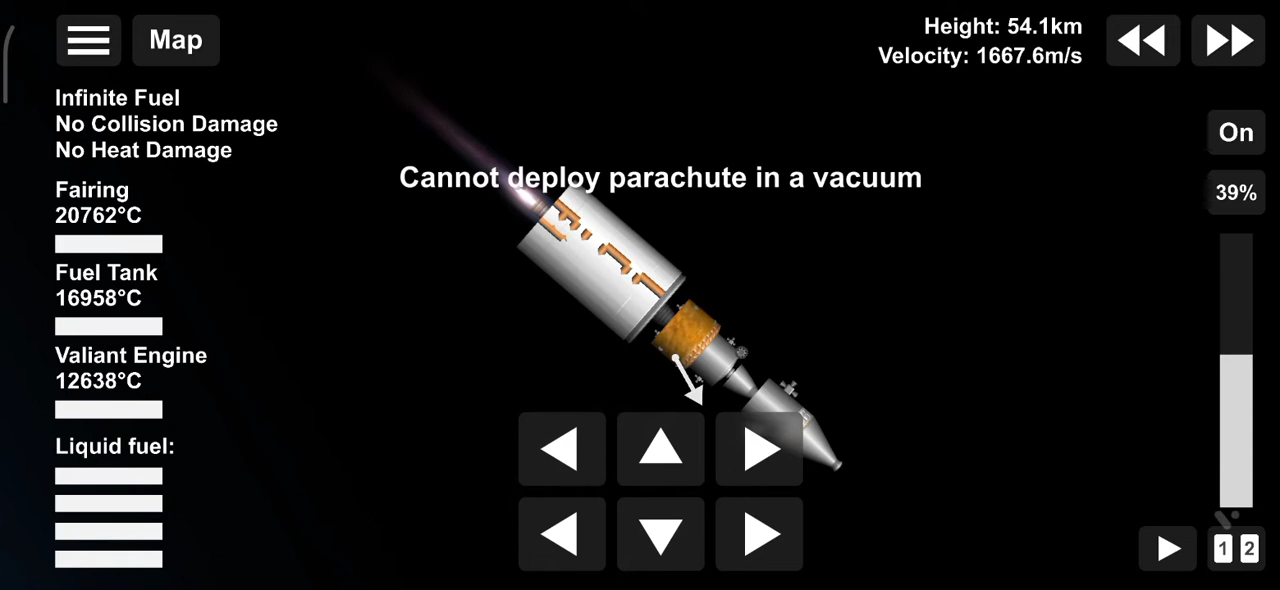 Map
Height: 54.1km
Velocity: 1667.6m/s
Infinite Fuel
No Collision Damage
No Heat Damage
On
Cannot deploy parachute in a vacuum
Fairing
20762°C
39%
Fuel Tank
16958°C
Valiant Engine
12638°C
Liquid fuel:
1 2